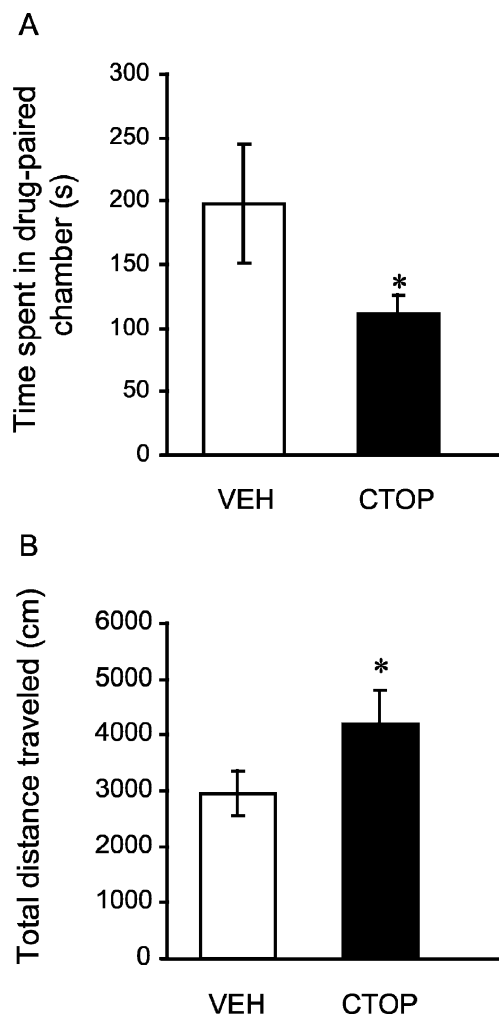 A
Time spent in drug-paired
chamber (s)
300
250
200
150
100
50
0
*
VEH
CTOP
B
Total distance traveled (cm)
6000
5000
4000
3000
2000
1000
0
*
VEH
CTOP